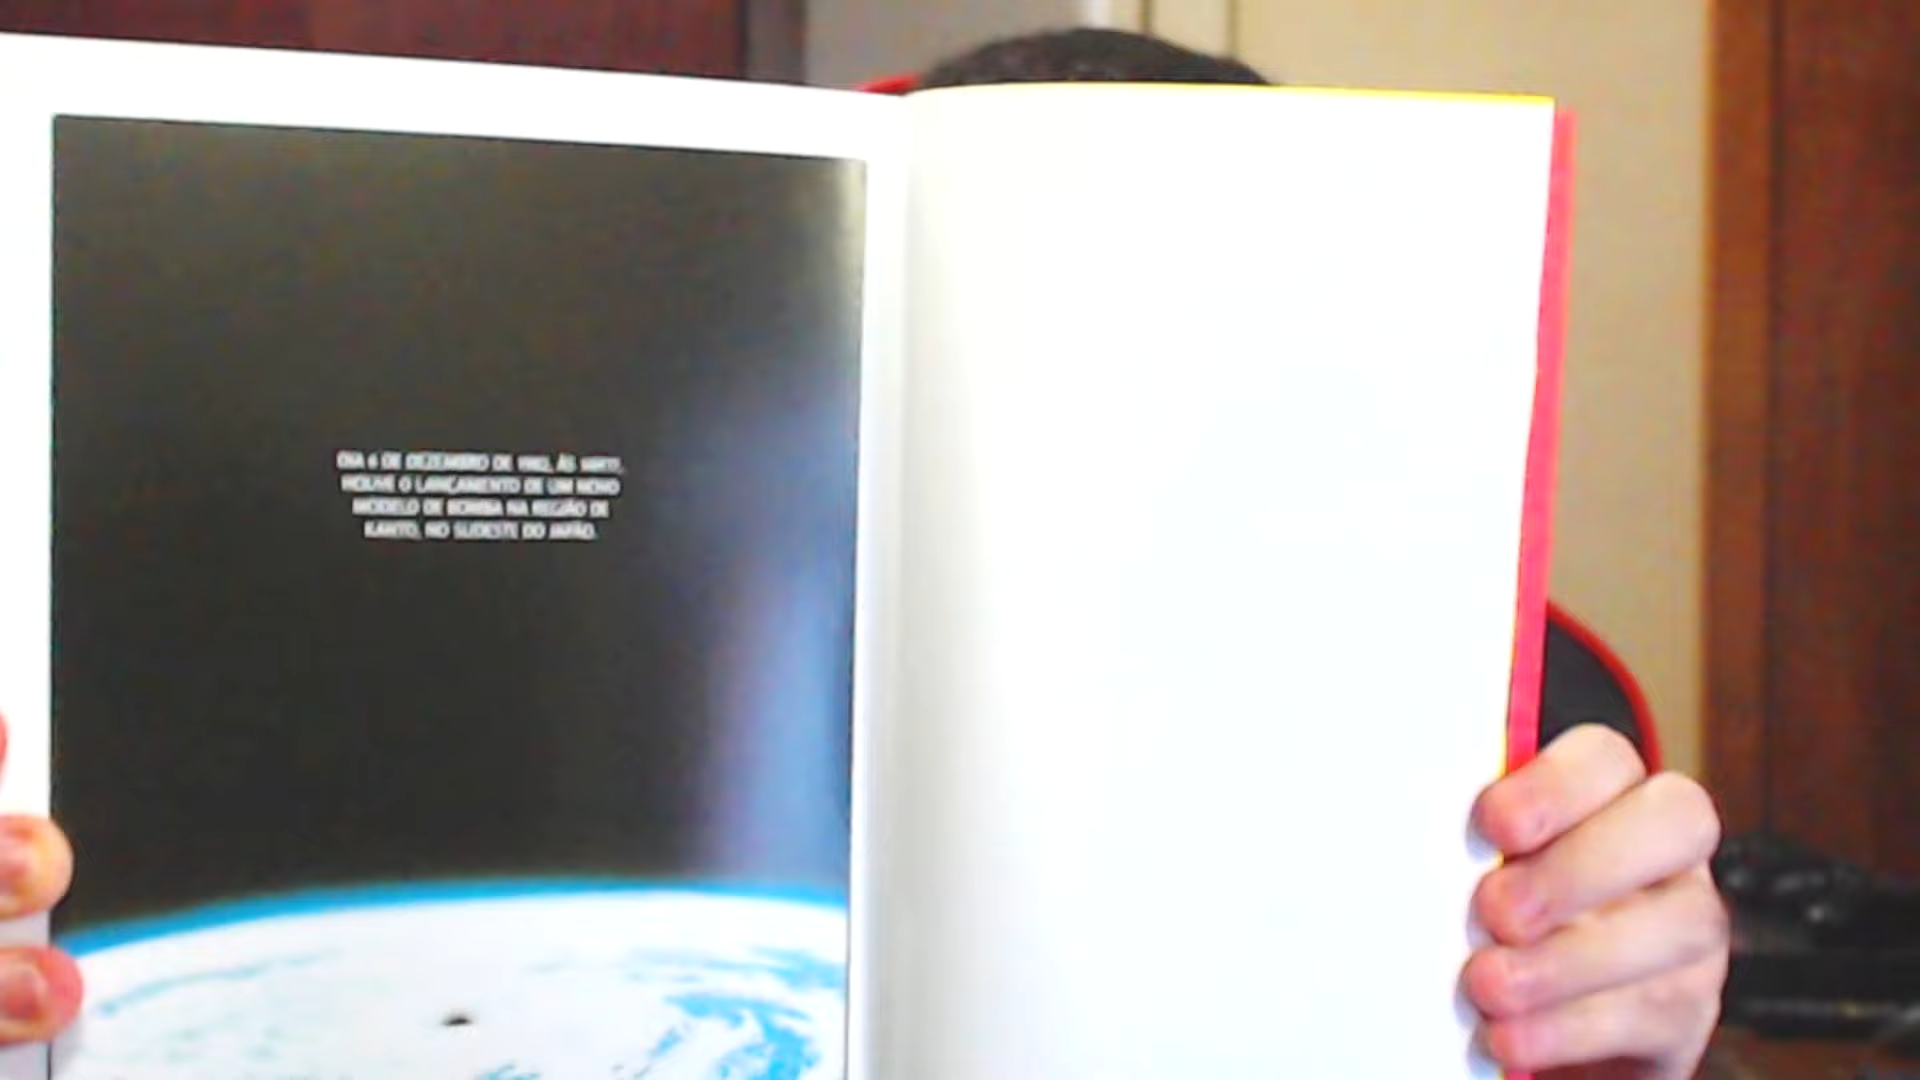 DIA 6 DE DEZEMBRO DE ÀS
HOUVE O LANÇAMENTO DE UM NOVO
MODELO DE BOMBA NA REGIÃO DE
KANTO, NO SUDESTE DO JAPÃO.